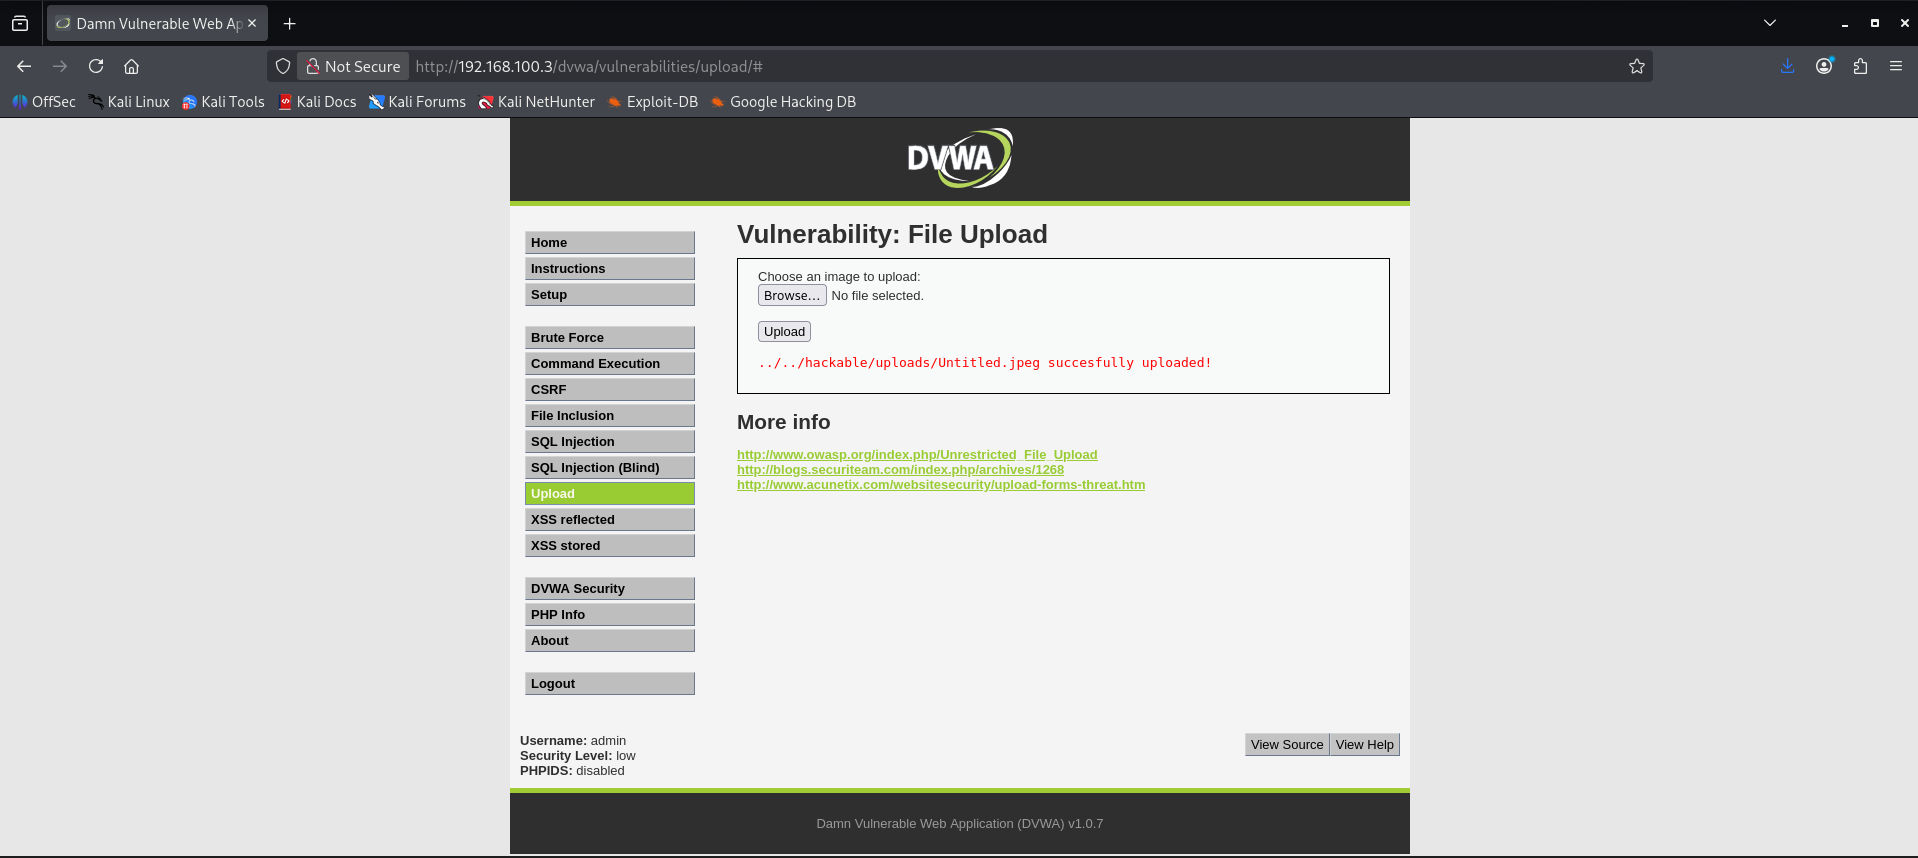 Damn Vulnerable Web Ap
Not Secure
http://192.168.100.3/dvwa/vulnerabilities/upload/#
OffSec Kali Linux Kali Tools Kali Docs Kali Forums Kali NetHunter Exploit-DB Google Hacking DB
DVWA
Home
Instructions
Setup
Brute Force
Command Execution
CSRF
File Inclusion
SQL Injection
SQL Injection (Blind)
Upload
XSS reflected
XSS stored
DVWA Security
PHP Info
About
Logout
Vulnerability: File Upload
Choose an image to upload:
Browse... No file selected.
Upload
../../hackable/uploads/Untitled.jpeg succesfully uploaded!
More info
http://www.owasp.org/index.php/Unrestricted_File_Upload
http://blogs.securiteam.com/index.php/archives/1268
http://www.acunetix.com/websitesecurity/upload-forms-threat.htm
Username: admin
Security Level: low
PHPIDS: disabled
View Source View Help
Damn Vulnerable Web Application (DVWA) v1.0.7